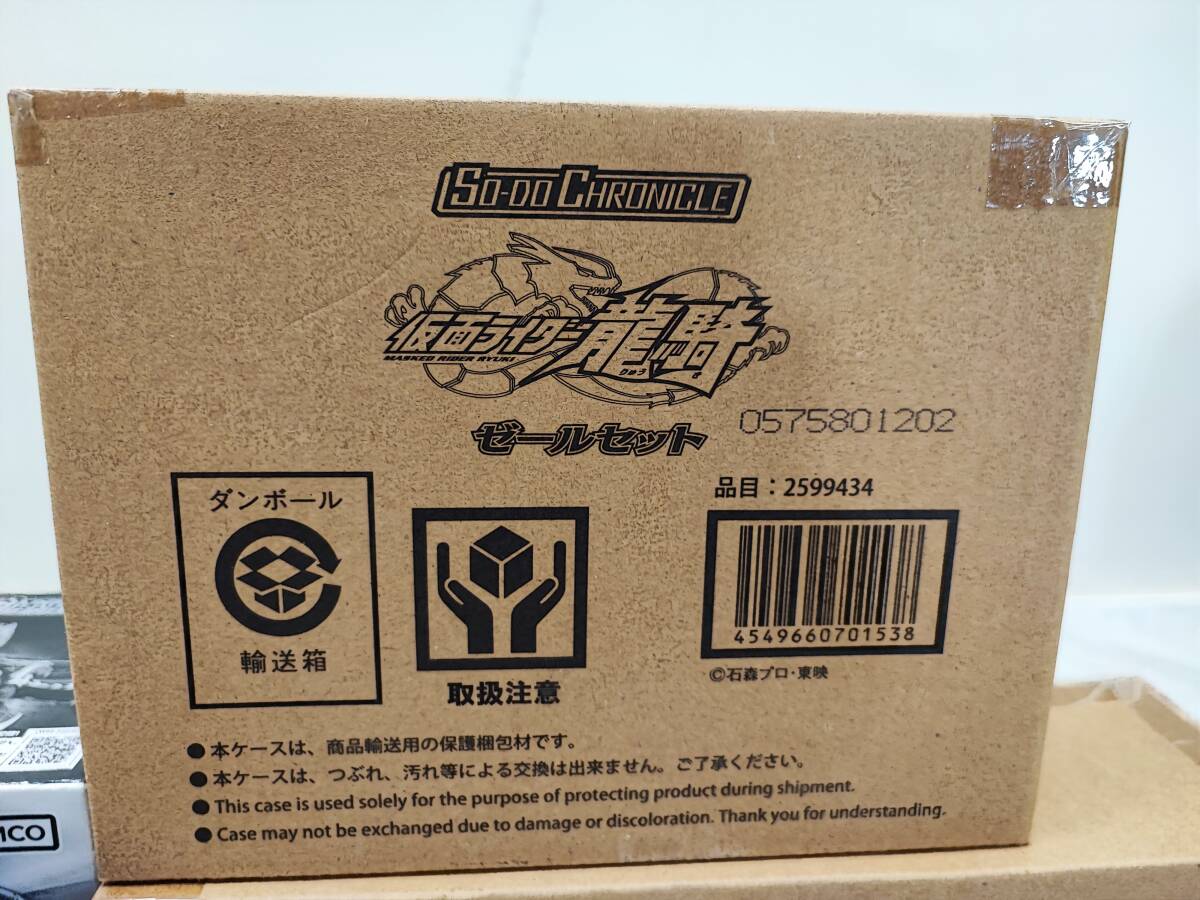 SO-DO CHRONICLE
仮面ライダー龍騎
りゅう き
MASKED RIDER RYUKI
ゼールセット
0575801202
ダンボール
輸送箱
取扱注意
品目：2599434
4549660701538
©石森プロ・東映
●本ケースは、商品輸送用の保護梱包材です。
●本ケースは、つぶれ、汚れ等による交換は出来ません。ご了承ください。
●This case is used solely for the purpose of protecting product during shipment.
●Case may not be exchanged due to damage or discoloration. Thank you for understanding.